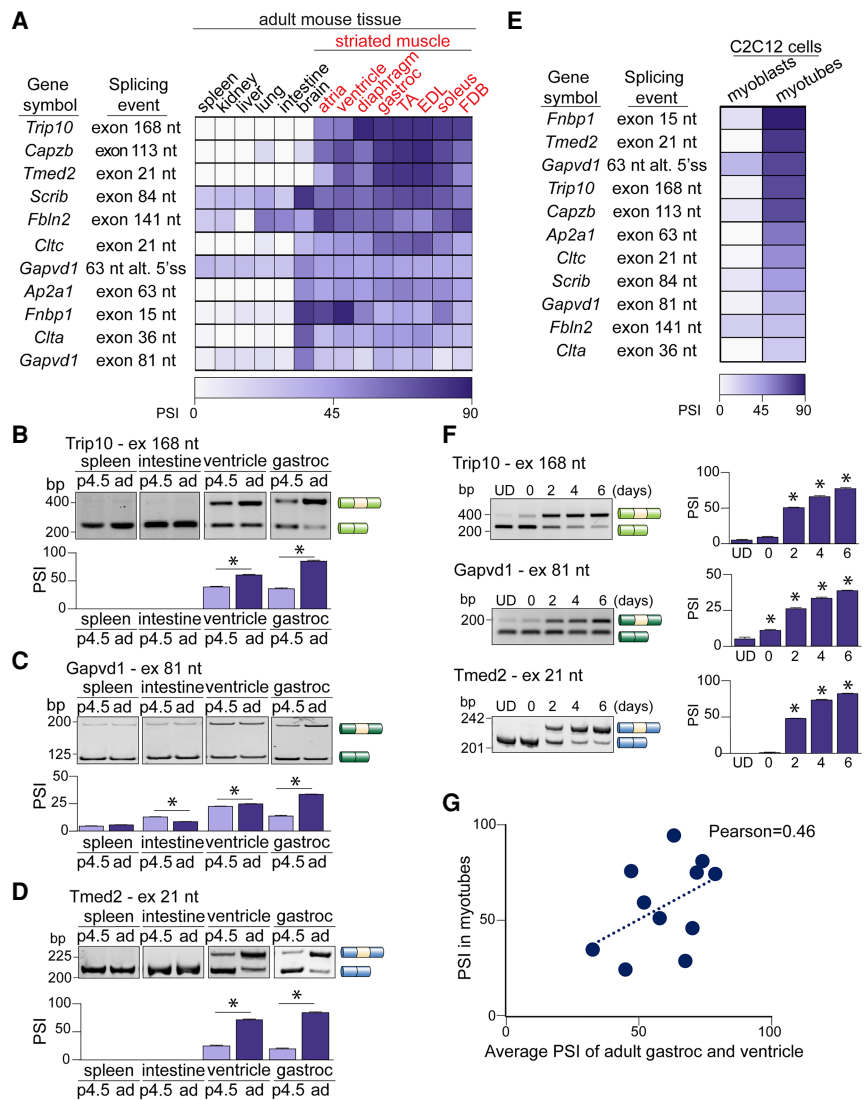 A
adult mouse tissue
striated muscle
Gene symbol
Splicing event
spleen kidney liver lung intestine brain atria ventricle diaphragm gastroc TA EDL soleus FDB
Trip10 exon 168 nt
Capzb exon 113 nt
Tmed2 exon 21 nt
Scrib exon 84 nt
Fbln2 exon 141 nt
Cltc exon 21 nt
Gapvd1 63 nt alt. 5'ss
Ap2a1 exon 63 nt
Fnbp1 exon 15 nt
Clta exon 36 nt
Gapvd1 exon 81 nt
PSI 0 45 90
B
Trip10 - ex 168 nt
spleen intestine ventricle gastroc
bp p4.5 ad p4.5 ad p4.5 ad p4.5 ad
400
200
100
50
0
PSI
* *
p4.5 ad p4.5 ad p4.5 ad p4.5 ad
spleen intestine ventricle gastroc
C
Gapvd1 - ex 81 nt
spleen intestine ventricle gastroc
bp p4.5 ad p4.5 ad p4.5 ad p4.5 ad
200
125
50
25
0
PSI
* * *
spleen intestine ventricle gastroc
p4.5 ad p4.5 ad p4.5 ad p4.5 ad
D
Tmed2 - ex 21 nt
spleen intestine ventricle gastroc
bp p4.5 ad p4.5 ad p4.5 ad p4.5 ad
225
200
100
50
0
PSI
* *
spleen intestine ventricle gastroc
p4.5 ad p4.5 ad p4.5 ad p4.5 ad
E
C2C12 cells
Gene symbol
Splicing event
myoblasts myotubes
Fnbp1 exon 15 nt
Tmed2 exon 21 nt
Gapvd1 63 nt alt. 5'ss
Trip10 exon 168 nt
Capzb exon 113 nt
Ap2a1 exon 63 nt
Cltc exon 21 nt
Scrib exon 84 nt
Gapvd1 exon 81 nt
Fbln2 exon 141 nt
Clta exon 36 nt
PSI 0 45 90
F
Trip10 - ex 168 nt
bp UD 0 2 4 6 (days)
400
200
100
50
0
PSI
* * *
UD 0 2 4 6
Gapvd1 - ex 81 nt
bp UD 0 2 4 6 (days)
200
50
25
0
PSI
* * * *
UD 0 2 4 6
Tmed2 - ex 21 nt
bp UD 0 2 4 6 (days)
242
201
100
50
0
PSI
* * *
UD 0 2 4 6
G
Pearson=0.46
100
50
0
PSI in myotubes
0 50 100
Average PSI of adult gastroc and ventricle